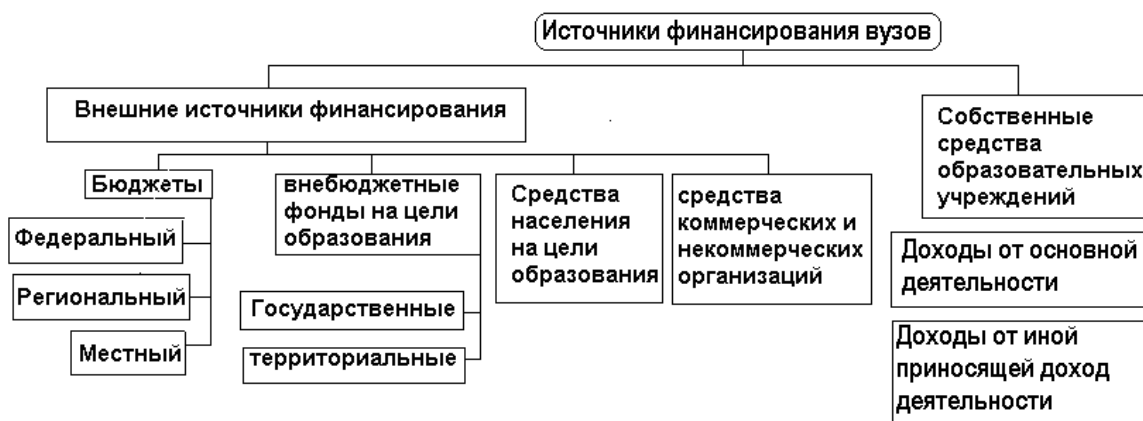 Источники финансирования вузов
Внешние источники финансирования
Бюджеты
Федеральный
Региональный
Местный
внебюджетные
фонды на цели
образования
Государственные
территориальные
Средства
населения
на цели
образования
средства
коммерческих и
некоммерческих
организаций
Собственные
средства
образовательных
учреждений
Доходы от основной
деятельности
Доходы от иной
приносящей доход
деятельности